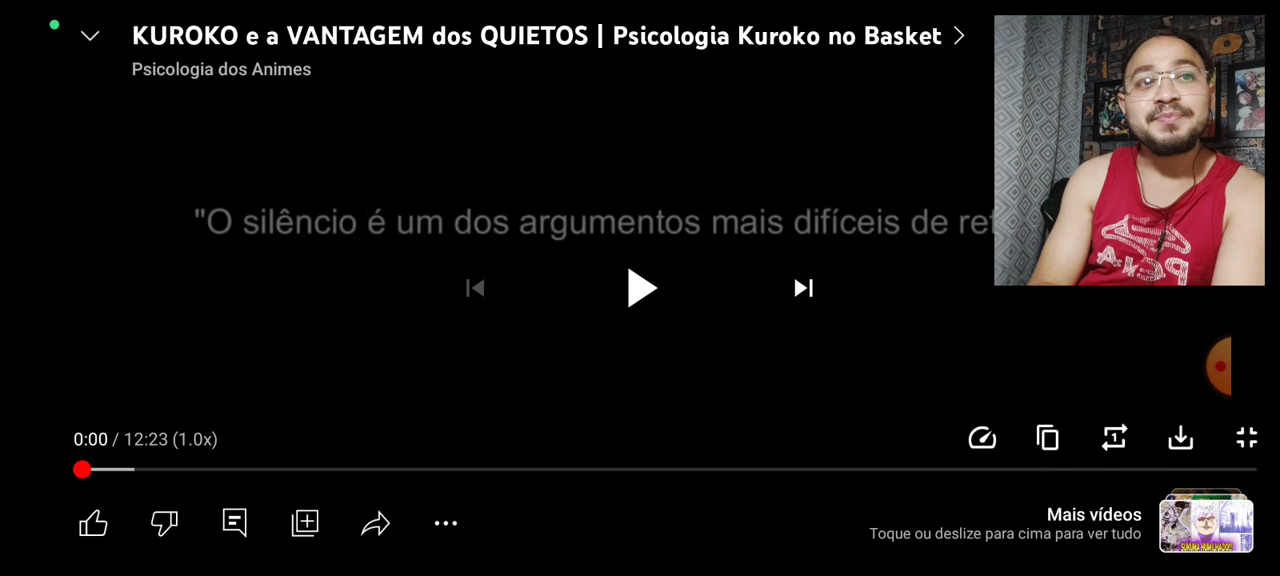 KUROKO e a VANTAGEM dos QUIETOS | Psicologia Kuroko no Basket
Psicologia dos Animes
"O silêncio é um dos argumentos mais difíceis de
0:00 / 12:23 (1.0x)
1
Mais vídeos
Toque ou deslize para cima para ver tudo